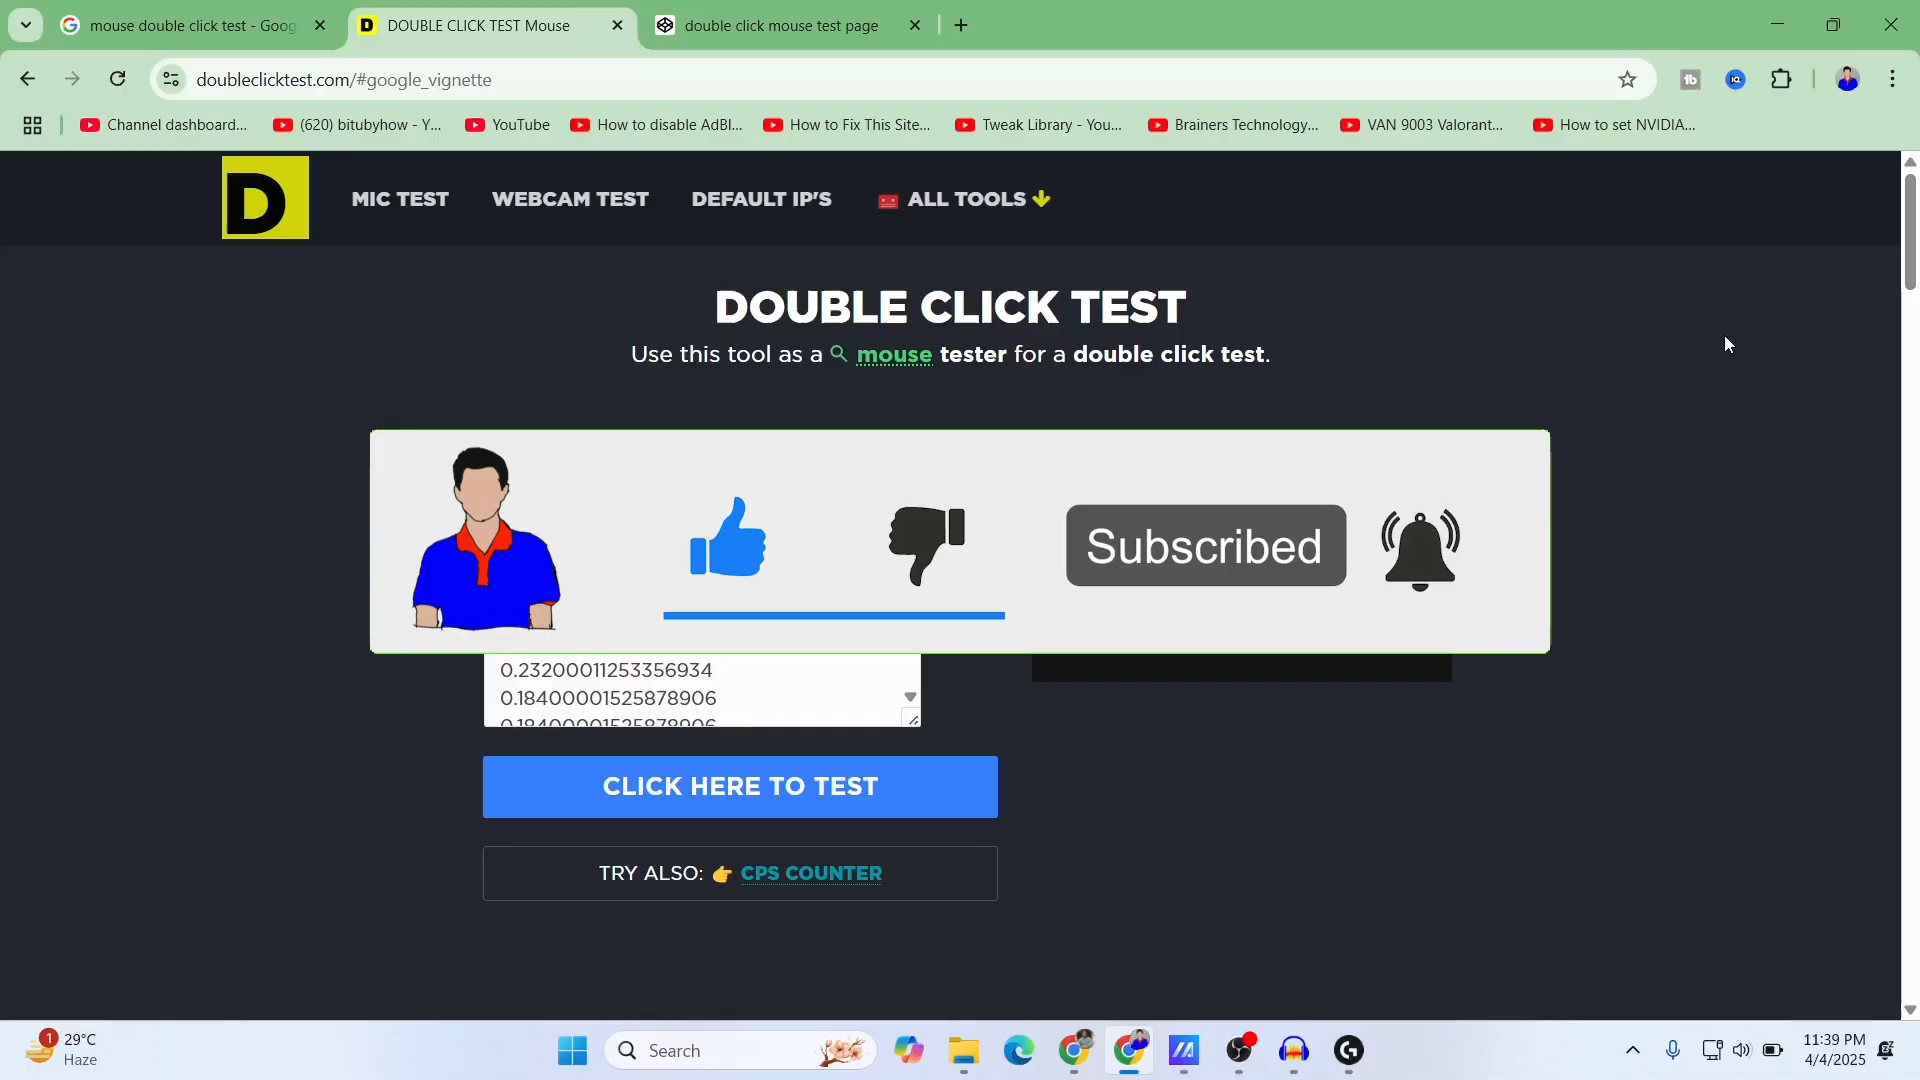 mouse double click test - Goog
DOUBLE CLICK TEST Mouse
double click mouse test page
doubleclicktest.com/#google_vignette
Channel dashboard...
(620) bitubyhow - Y...
YouTube
How to disable AdBl...
How to Fix This Site...
Tweak Library - You...
Brainers Technology...
VAN 9003 Valorant...
How to set NVIDIA...
D
MIC TEST
WEBCAM TEST
DEFAULT IP'S
ALL TOOLS
DOUBLE CLICK TEST
Use this tool as a mouse tester for a double click test.
Subscribed
0.23200011253356934
0.18400001525878906
0.18400001525878906
CLICK HERE TO TEST
TRY ALSO: CPS COUNTER
1
29°C
Haze
Search
11:39 PM
4/4/2025